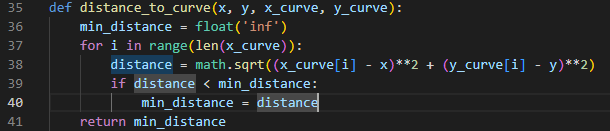 35 def distance_to_curve(x, y, x_curve, y_curve):
36     min_distance = float('inf')
37     for i in range(len(x_curve)):
38         distance = math.sqrt((x_curve[i] - x)**2 + (y_curve[i] - y)**2)
39         if distance < min_distance:
40             min_distance = distance
41     return min_distance